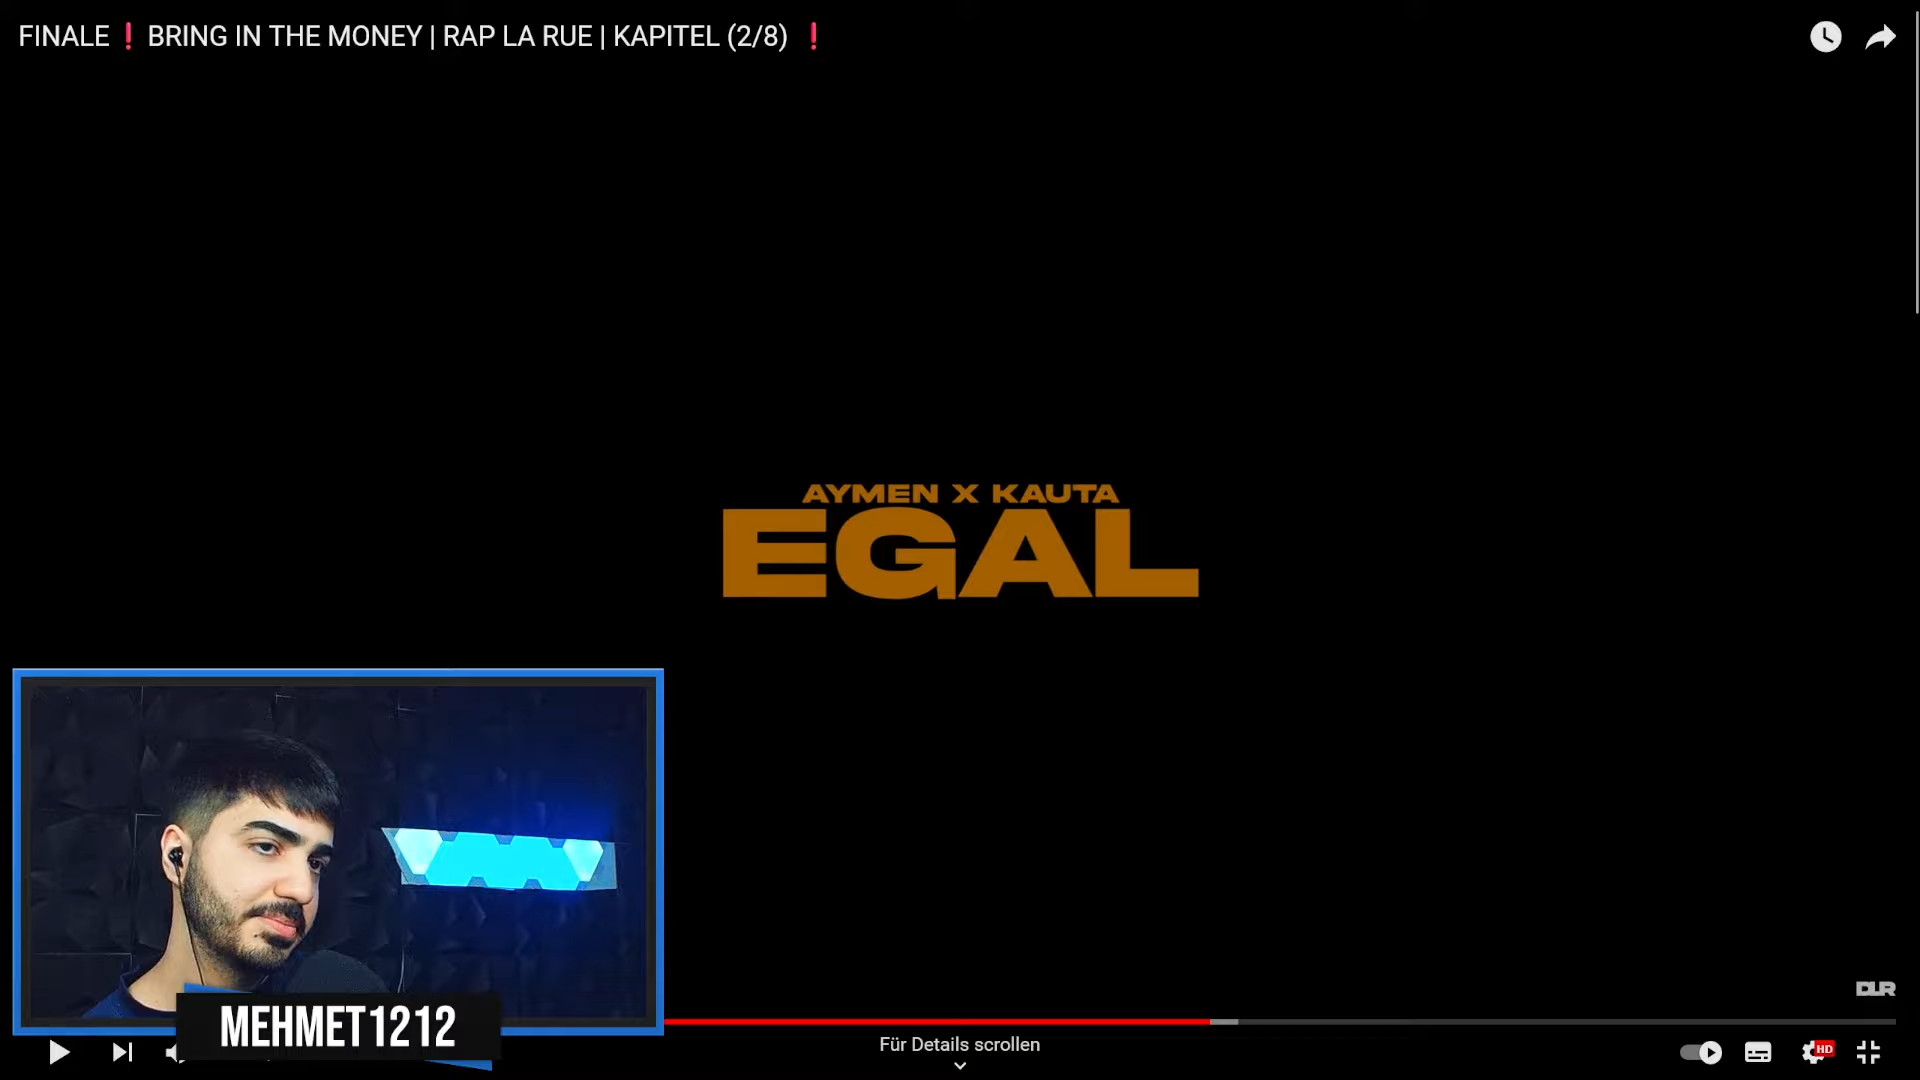 FINALE❗BRING IN THE MONEY | RAP LA RUE | KAPITEL (2/8) ❗
AYMEN X KAUTA
EGAL
MEHMET1212
DLR
Für Details scrollen
HD